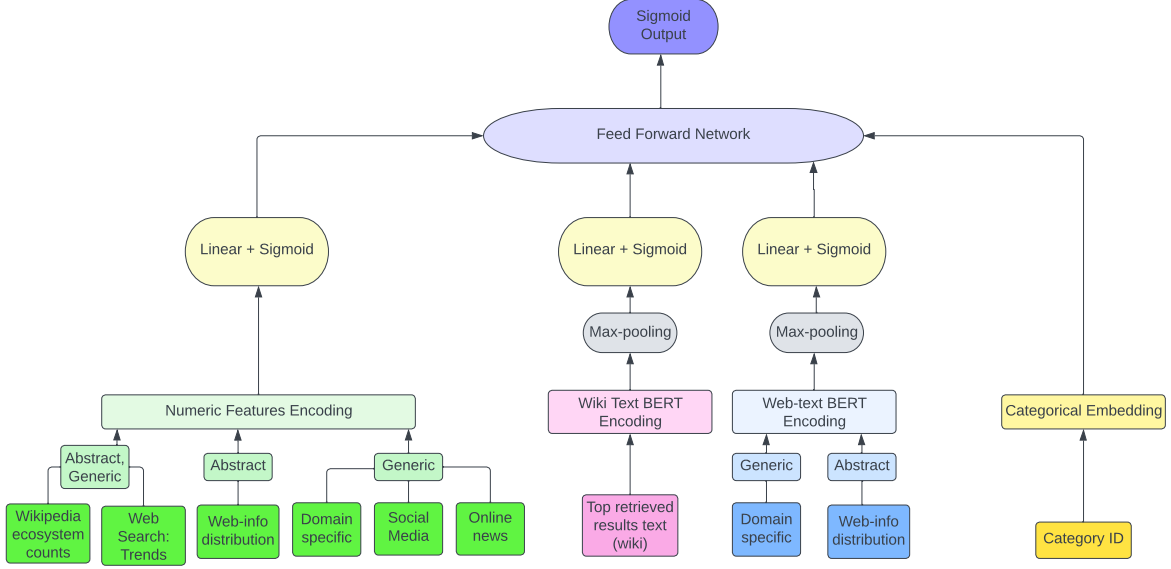 Sigmoid
Output
Feed Forward Network
Linear + Sigmoid
Linear + Sigmoid
Linear + Sigmoid
Max-pooling
Max-pooling
Numeric Features Encoding
Wiki Text BERT
Encoding
Web-text BERT
Encoding
Categorical Embedding
Abstract,
Generic
Abstract
Generic
Generic
Abstract
Wikipedia
ecosystem
counts
Web
Search:
Trends
Web-info
distribution
Domain
specific
Social
Media
Online
news
Top retrieved
results text
(wiki)
Domain
specific
Web-info
distribution
Category ID